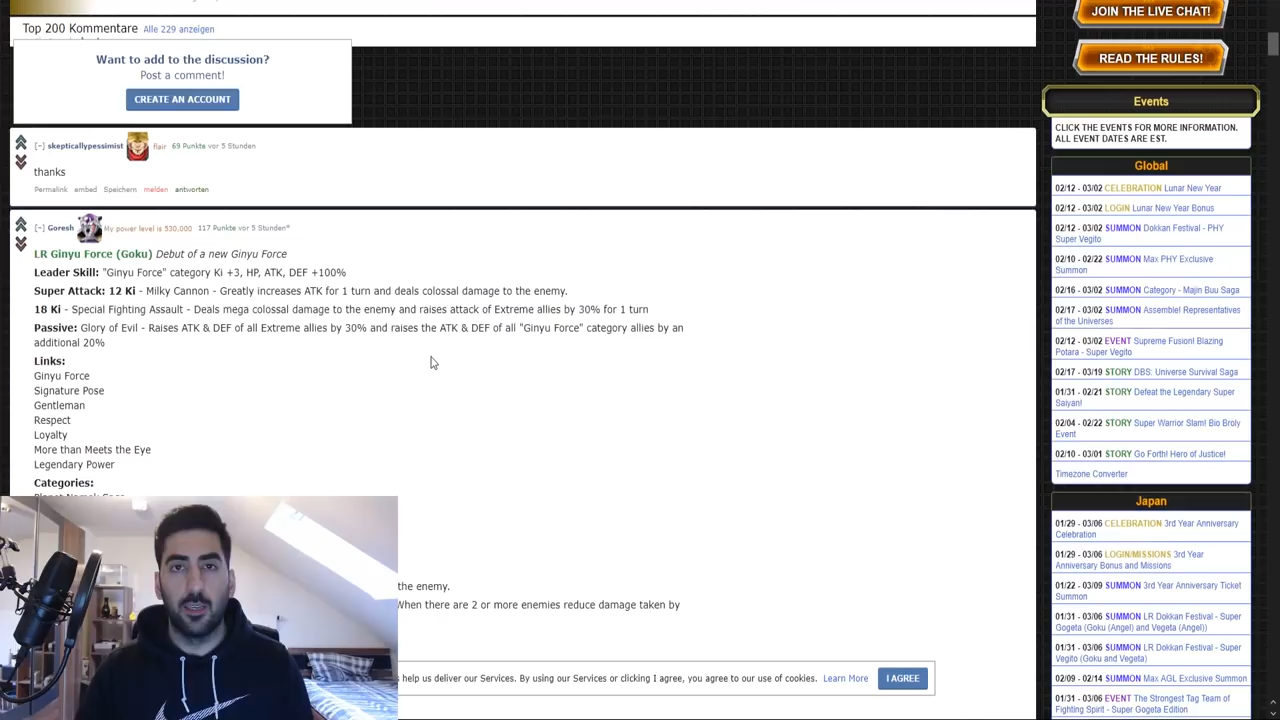 Top 200 Kommentare Alle 229 anzeigen
Want to add to the discussion?
Post a comment!
CREATE AN ACCOUNT
[–] skepticallypessimist flair 69 Punkte vor 5 Stunden
thanks
Permalink embed Speichern melden antworten
[–] Goresh My power level is 530,000 117 Punkte vor 5 Stunden*
LR Ginyu Force (Goku) Debut of a new Ginyu Force
Leader Skill: "Ginyu Force" category Ki +3, HP, ATK, DEF +100%
Super Attack: 12 Ki - Milky Cannon - Greatly increases ATK for 1 turn and deals colossal damage to the enemy.
18 Ki - Special Fighting Assault - Deals mega colossal damage to the enemy and raises attack of Extreme allies by 30% for 1 turn
Passive: Glory of Evil - Raises ATK & DEF of all Extreme allies by 30% and raises the ATK & DEF of all "Ginyu Force" category allies by an
additional 20%
Links:
Ginyu Force
Signature Pose
Gentleman
Respect
Loyalty
More than Meets the Eye
Legendary Power
Categories:
the enemy.
When there are 2 or more enemies reduce damage taken by
help us deliver our Services. By using our Services or clicking I agree, you agree to our use of cookies. Learn More I AGREE
JOIN THE LIVE CHAT!
READ THE RULES!
Events
CLICK THE EVENTS FOR MORE INFORMATION.
ALL EVENT DATES ARE EST.
Global
02/12 - 03/02 CELEBRATION Lunar New Year
02/12 - 03/02 LOGIN Lunar New Year Bonus
02/12 - 03/02 SUMMON Dokkan Festival - PHY
Super Vegito
02/10 - 02/22 SUMMON Max PHY Exclusive
Summon
02/16 - 03/02 SUMMON Category - Majin Buu Saga
02/17 - 03/02 SUMMON Assemble! Representatives
of the Universes
02/12 - 03/02 EVENT Supreme Fusion! Blazing
Potara - Super Vegito
02/17 - 03/19 STORY DBS: Universe Survival Saga
01/31 - 02/21 STORY Defeat the Legendary Super
Saiyan!
02/04 - 02/22 STORY Super Warrior Slam! Bio Broly
Event
02/10 - 03/01 STORY Go Forth! Hero of Justice!
Timezone Converter
Japan
01/29 - 03/06 CELEBRATION 3rd Year Anniversary
Celebration
01/29 - 03/06 LOGIN/MISSIONS 3rd Year
Anniversary Bonus and Missions
01/22 - 03/09 SUMMON 3rd Year Anniversary Ticket
Summon
01/31 - 03/06 SUMMON LR Dokkan Festival - Super
Gogeta (Goku (Angel) and Vegeta (Angel))
01/31 - 03/06 SUMMON LR Dokkan Festival - Super
Vegito (Goku and Vegeta)
02/09 - 02/14 SUMMON Max AGL Exclusive Summon
01/31 - 03/06 EVENT The Strongest Tag Team of
Fighting Spirit - Super Gogeta Edition